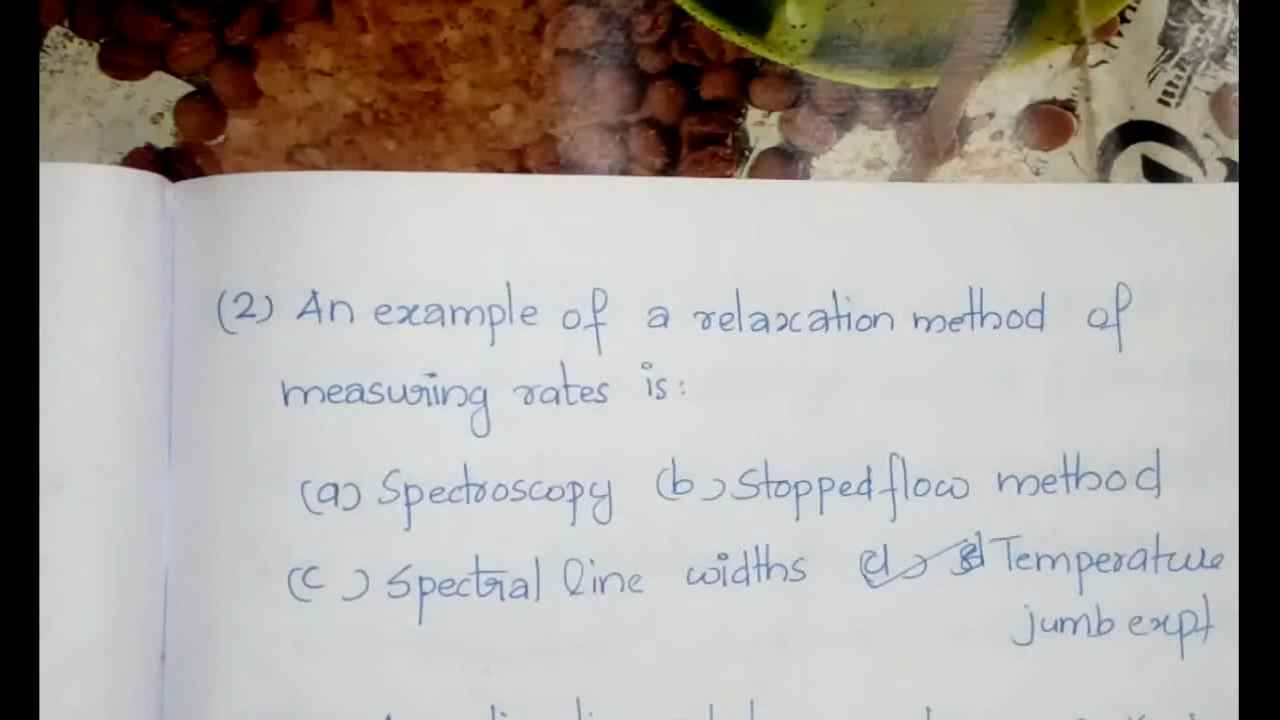 (2) An example of a relaxation method of
measuring rates is:
(a) Spectroscopy (b) Stopped flow method
(c) Spectral line widths (d) Temperature
jumb expt